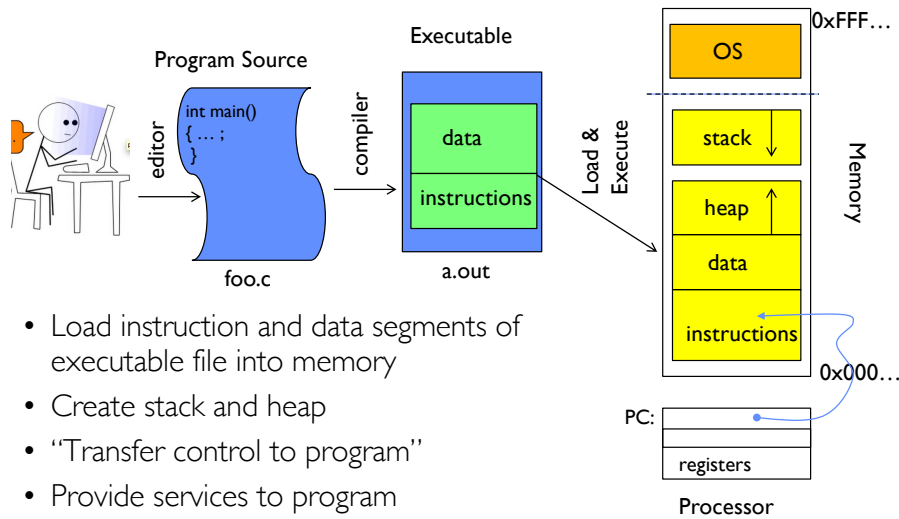 Program Source
editor
int main()
{ … ;
}
foo.c
compiler
Executable
data
instructions
a.out
Load &
Execute
0xFFF…
OS
stack
heap
data
instructions
0x000…
Memory
PC:
registers
Processor
• Load instruction and data segments of
executable file into memory
• Create stack and heap
• “Transfer control to program”
• Provide services to program